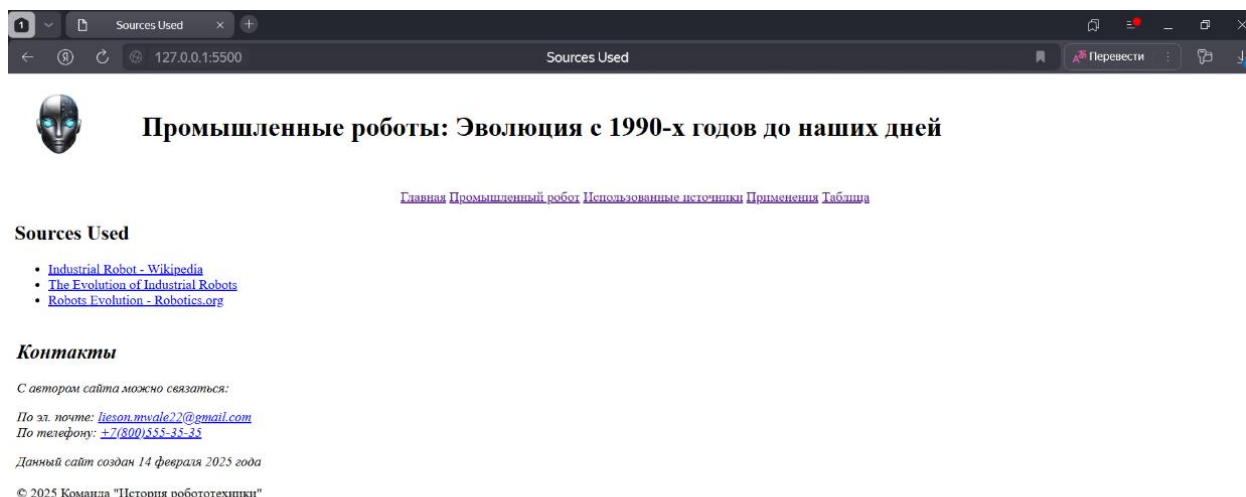 1
Sources Used
127.0.0.1:5500
Sources Used
Перевести
Промышленные роботы: Эволюция с 1990-х годов до наших дней
Главная Промышленный робот Использованные источники Применения Таблица
Sources Used
Industrial Robot - Wikipedia
The Evolution of Industrial Robots
Robots Evolution - Robotics.org
Контакты
С автором сайта можно связаться:
По эл. почте: lieson.mwale22@gmail.com
По телефону: +7(800)555-35-35
Данный сайт создан 14 февраля 2025 года
© 2025 Команда "История робототехники"